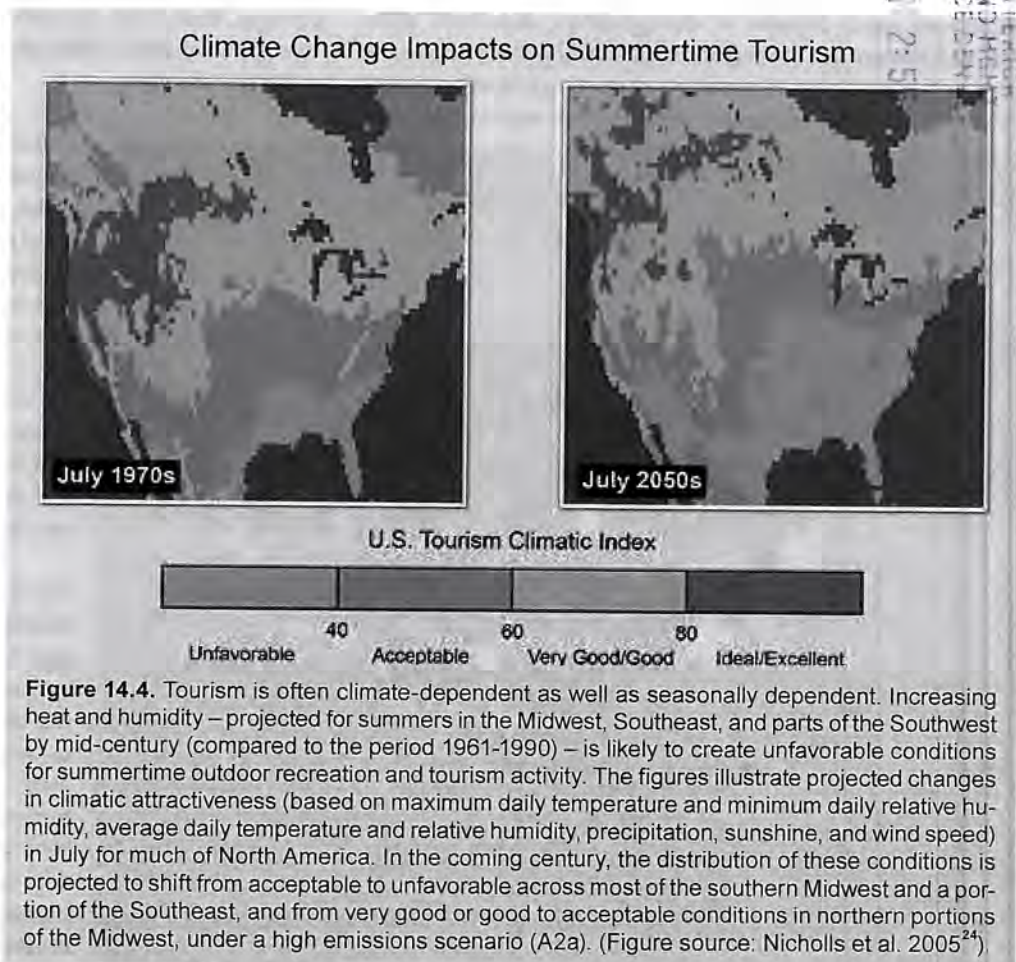 2:5
Climate Change Impacts on Summertime Tourism
July 1970s
July 2050s
U.S. Tourism Climatic Index
40 60 80
Unfavorable Acceptable Very Good/Good Ideal/Excellent
Figure 14.4. Tourism is often climate-dependent as well as seasonally dependent. Increasing
heat and humidity – projected for summers in the Midwest, Southeast, and parts of the Southwest
by mid-century (compared to the period 1961-1990) – is likely to create unfavorable conditions
for summertime outdoor recreation and tourism activity. The figures illustrate projected changes
in climatic attractiveness (based on maximum daily temperature and minimum daily relative hu-
midity, average daily temperature and relative humidity, precipitation, sunshine, and wind speed)
in July for much of North America. In the coming century, the distribution of these conditions is
projected to shift from acceptable to unfavorable across most of the southern Midwest and a por-
tion of the Southeast, and from very good or good to acceptable conditions in northern portions
of the Midwest, under a high emissions scenario (A2a). (Figure source: Nicholls et al. 2005²⁴).